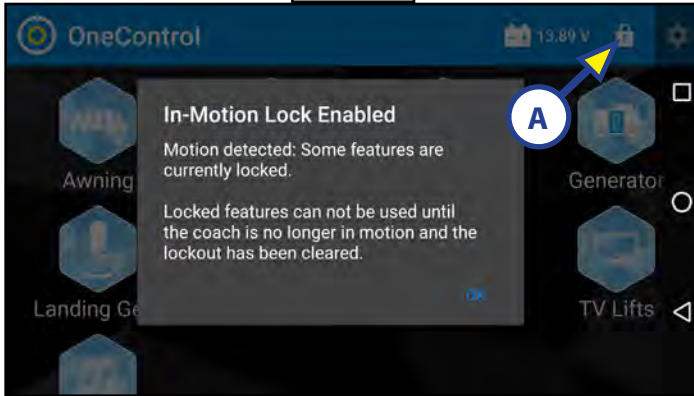 OneControl
13.89 V
A
In-Motion Lock Enabled
Motion detected: Some features are
currently locked.
Locked features can not be used until
the coach is no longer in motion and the
lockout has been cleared.
OK
Awning
Generator
Landing Ge
TV Lifts